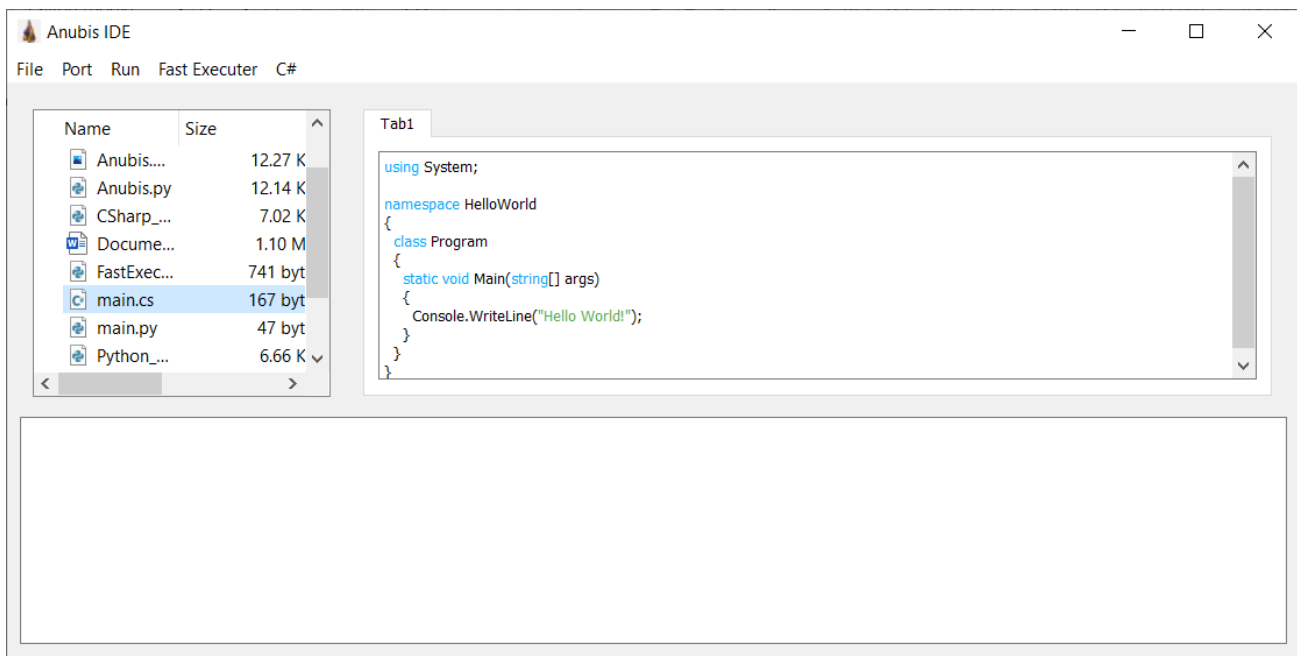 Anubis IDE
File Port Run Fast Executer C#
Name Size
Anubis.... 12.27 K
Anubis.py 12.14 K
CSharp_... 7.02 K
Docume... 1.10 M
FastExec... 741 byt
main.cs 167 byt
main.py 47 byt
Python_... 6.66 K
Tab1
using System;
namespace HelloWorld
{
class Program
{
static void Main(string[] args)
{
Console.WriteLine("Hello World!");
}
}
}